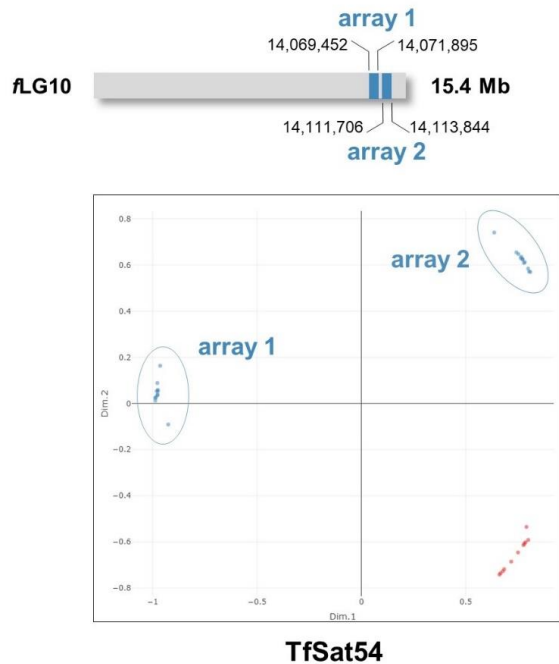 array 1
14,069,452 14,071,895
fLG10 15.4 Mb
14,111,706 14,113,844
array 2
0.8
array 2
0.6
0.4
array 1
0.2
Dim.2
0
−0.2
−0.4
−0.6
−0.8
−1 −0.5 0 0.5
Dim.1
TfSat54